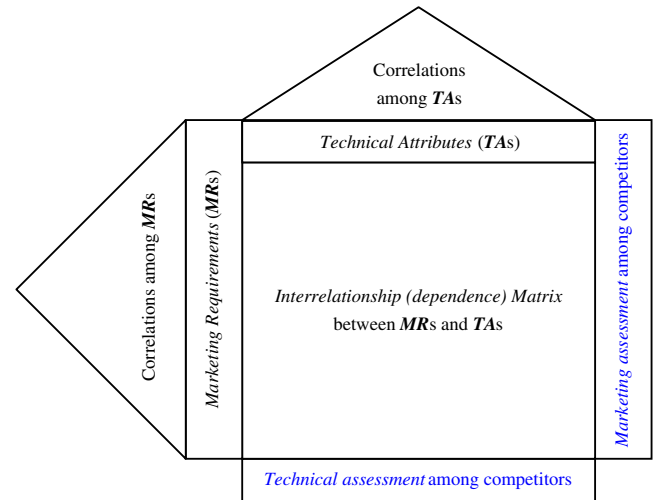 Correlations
among TAs
Technical Attributes (TAs)
Correlations among MRs
Marketing Requirements (MRs)
Interrelationship (dependence) Matrix
between MRs and TAs
Marketing assessment among competitors
Technical assessment among competitors